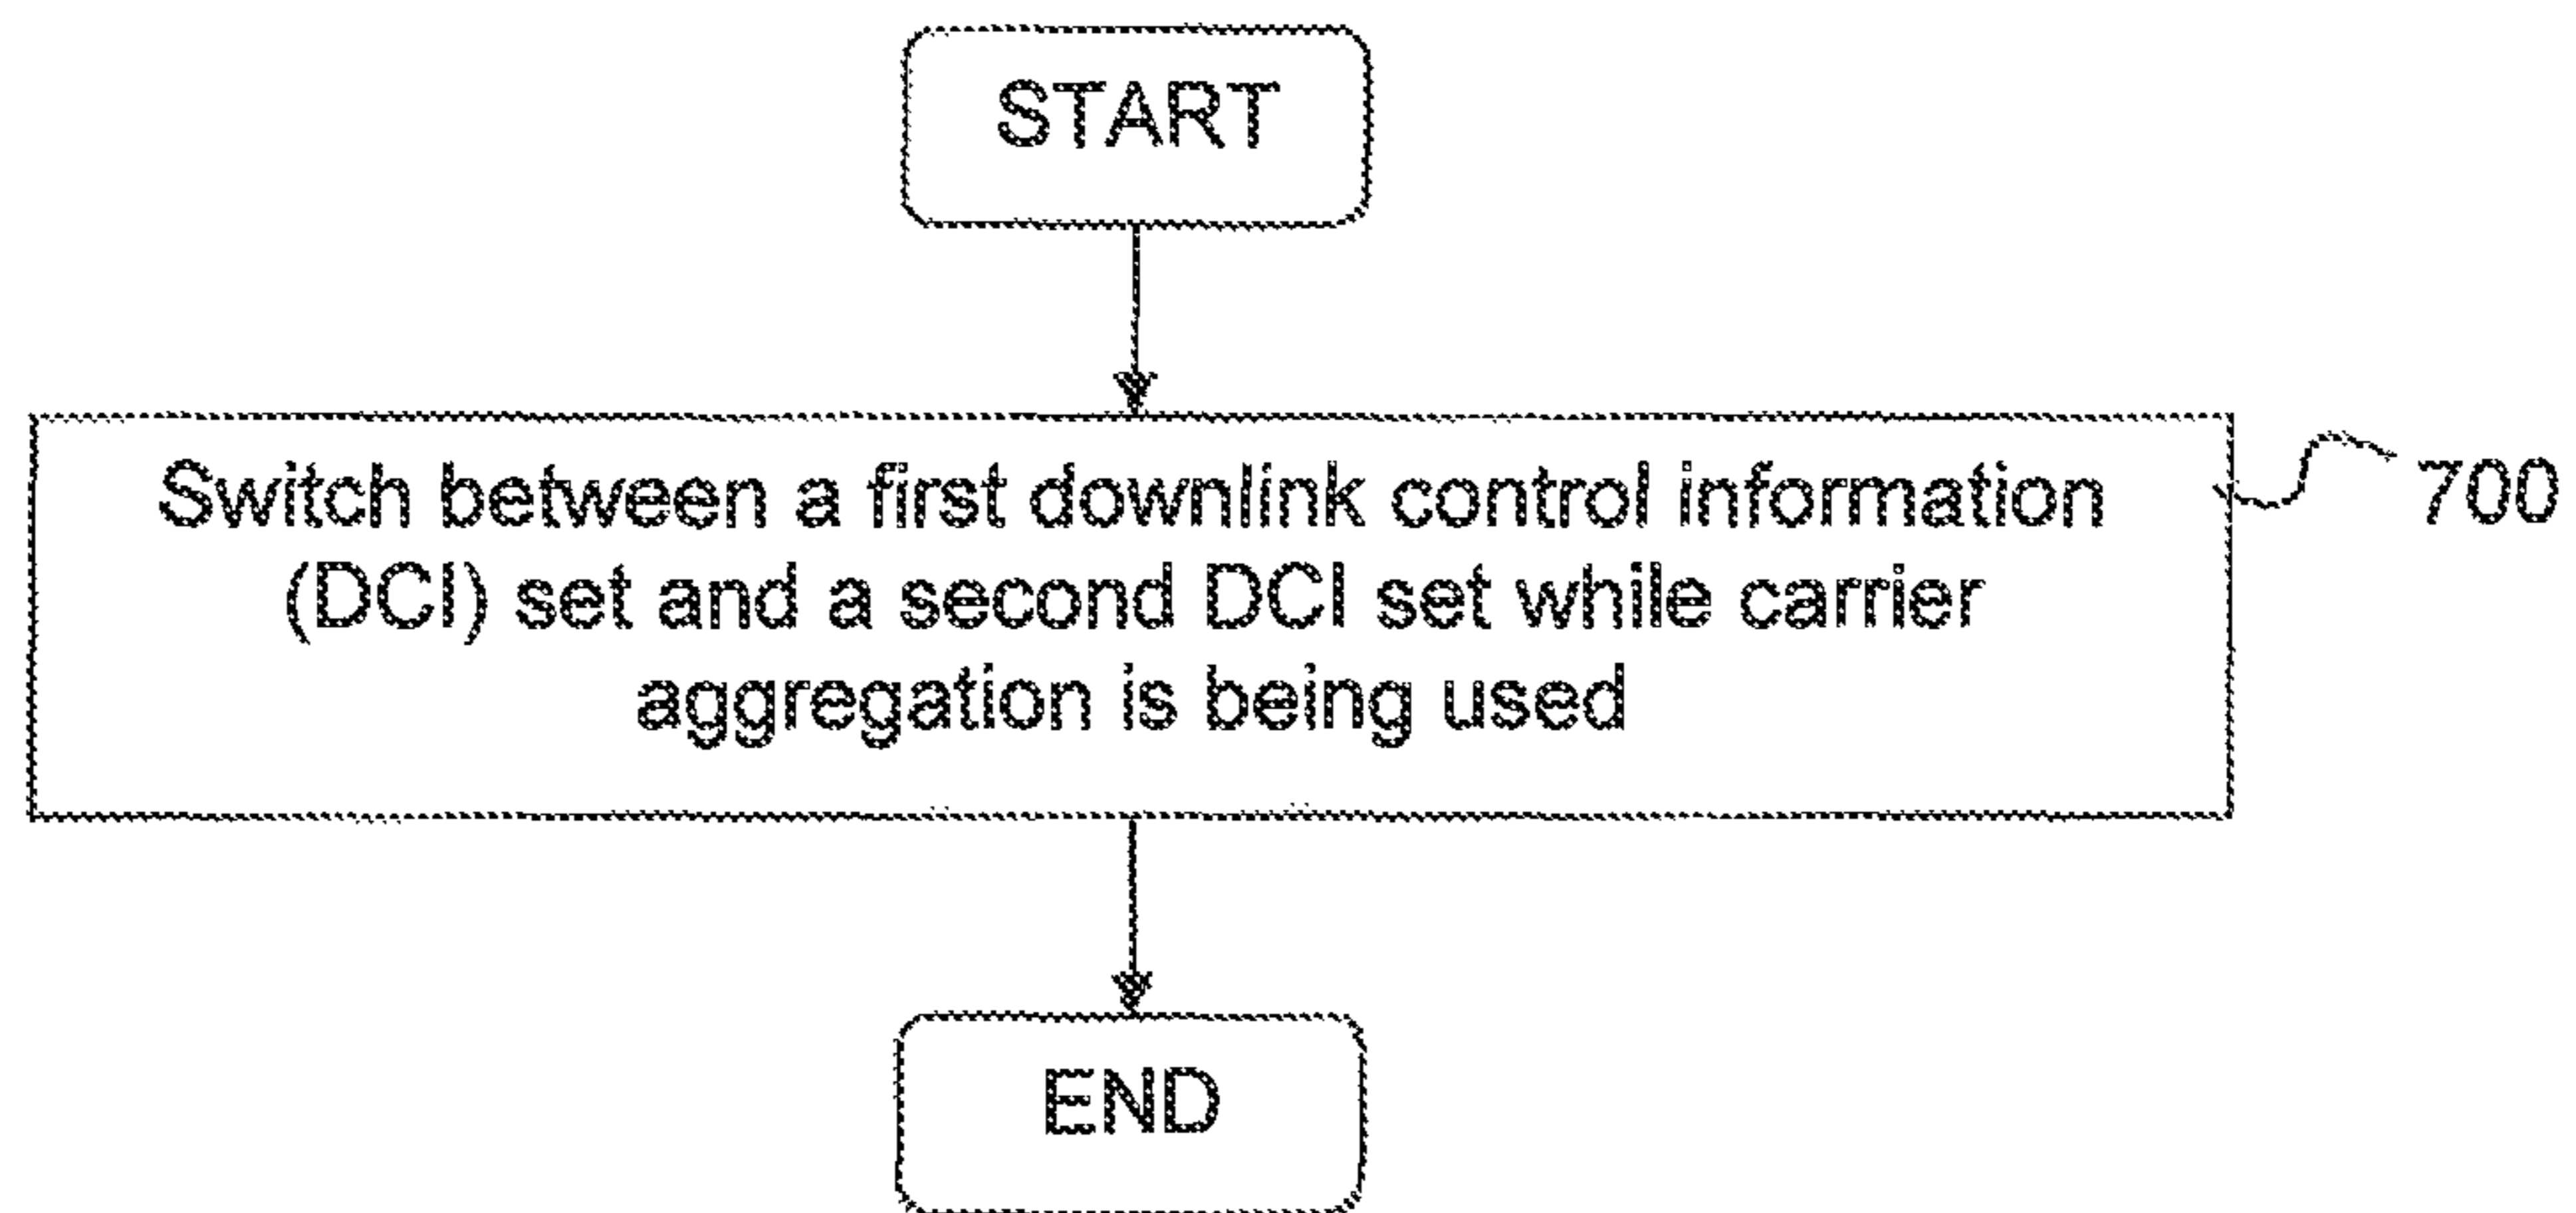 START
Switch between a first downlink control information
(DCI) set and a second DCI set while carrier
aggregation is being used
700
END